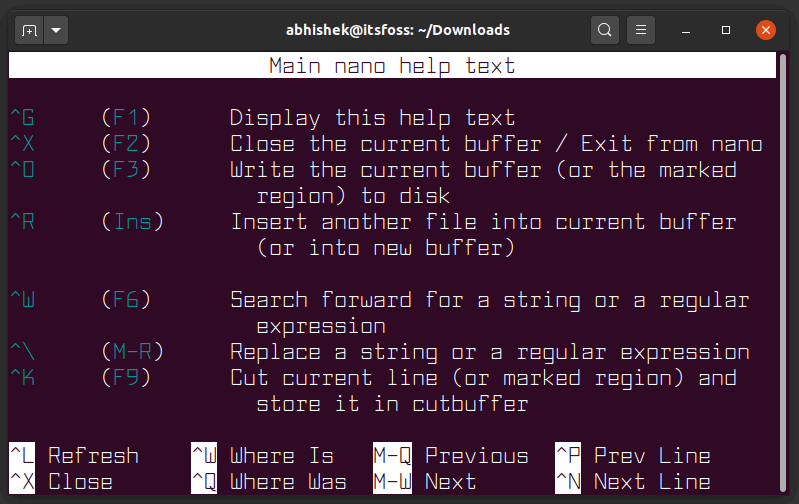 abhishek@itsfoss: ~/Downloads
Main nano help text
^G (F1) Display this help text
^X (F2) Close the current buffer / Exit from nano
^O (F3) Write the current buffer (or the marked
region) to disk
^R (Ins) Insert another file into current buffer
(or into new buffer)
^W (F6) Search forward for a string or a regular
expression
^\ (M-R) Replace a string or a regular expression
^K (F9) Cut current line (or marked region) and
store it in cutbuffer
^L Refresh ^W Where Is M-Q Previous ^P Prev Line
^X Close ^Q Where Was M-W Next ^N Next Line